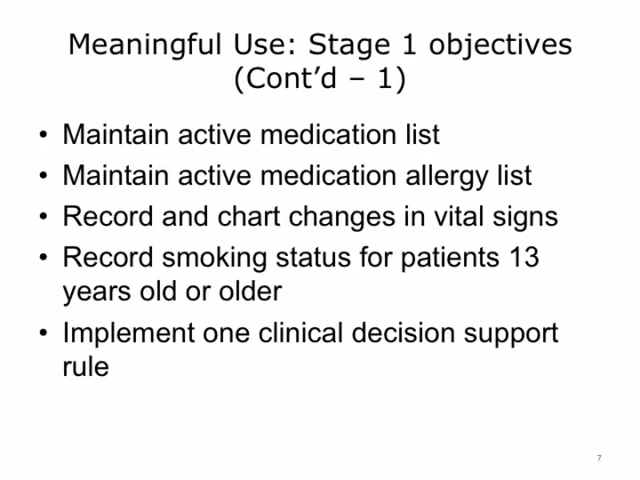 Meaningful Use: Stage 1 objectives
(Cont’d – 1)
• Maintain active medication list
• Maintain active medication allergy list
• Record and chart changes in vital signs
• Record smoking status for patients 13
years old or older
• Implement one clinical decision support
rule
7